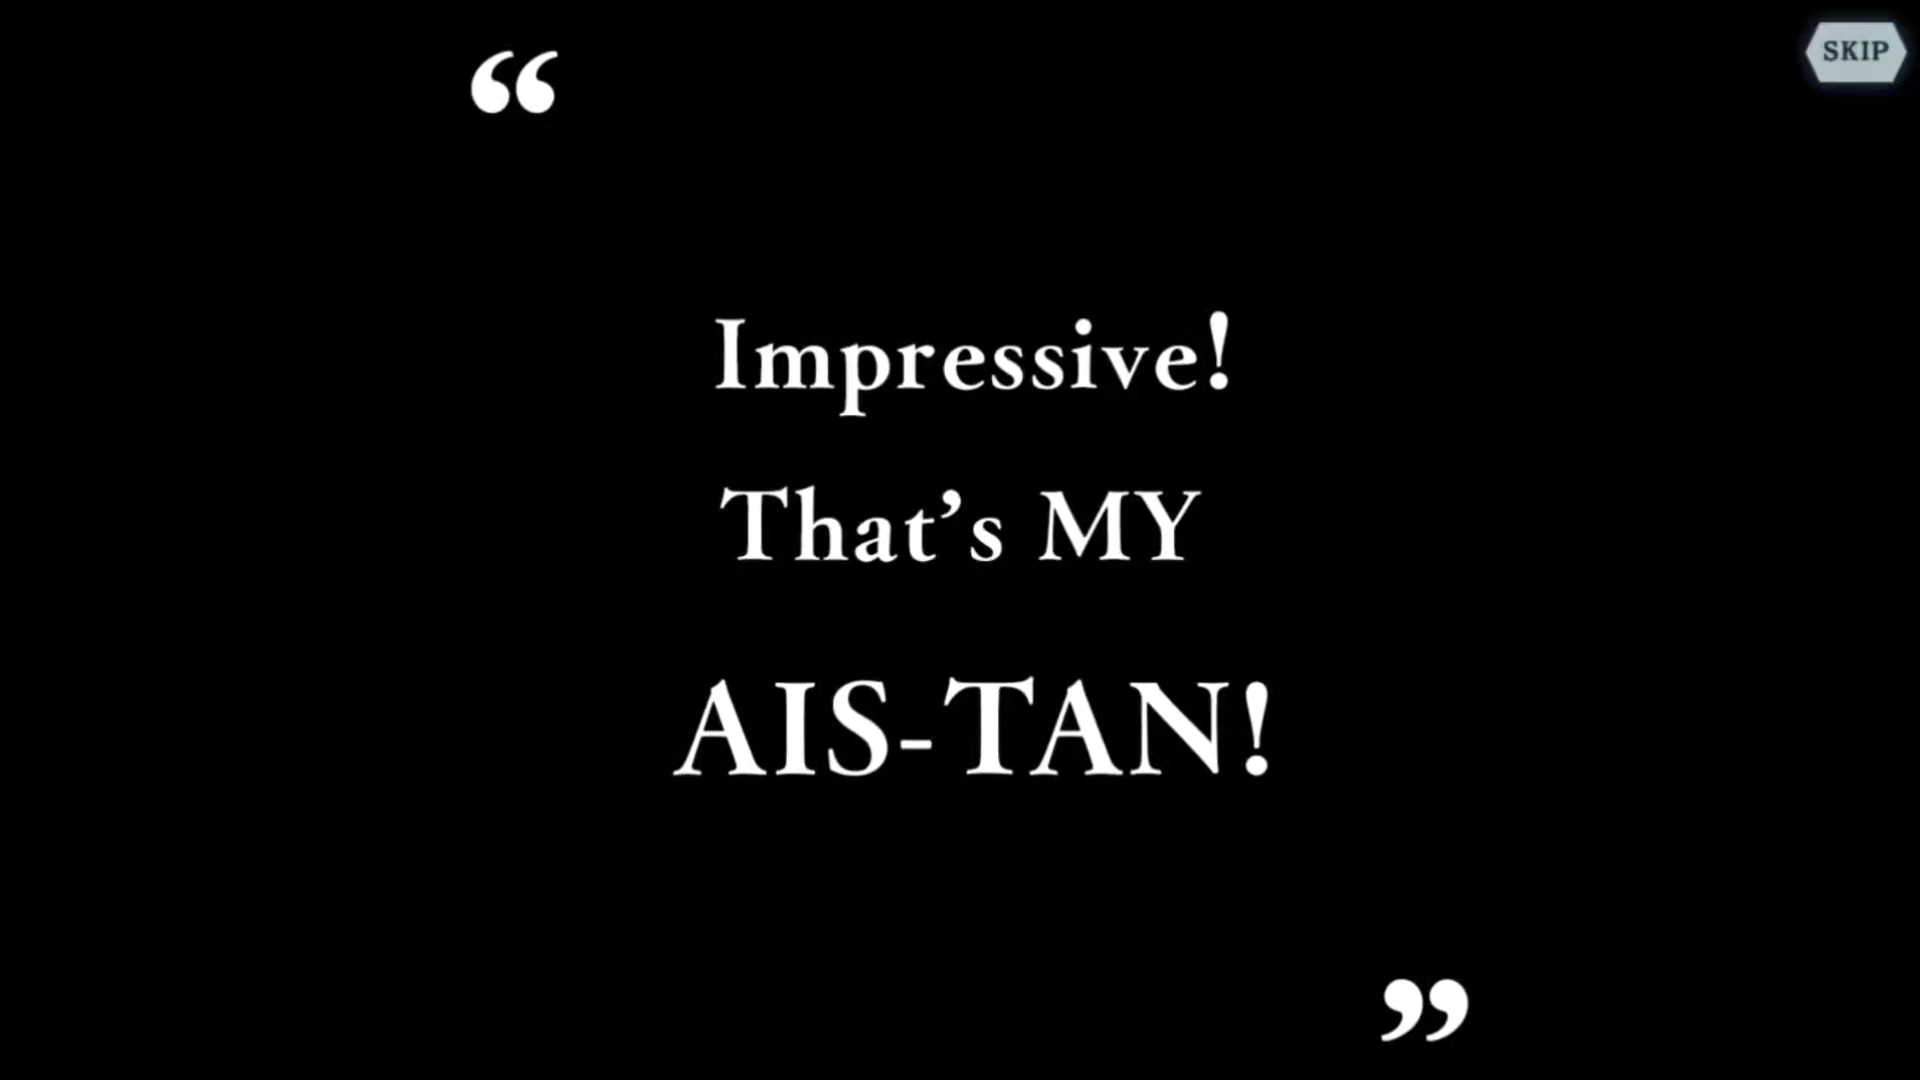 SKIP
“
Impressive!
That’s MY
AIS-TAN!
”